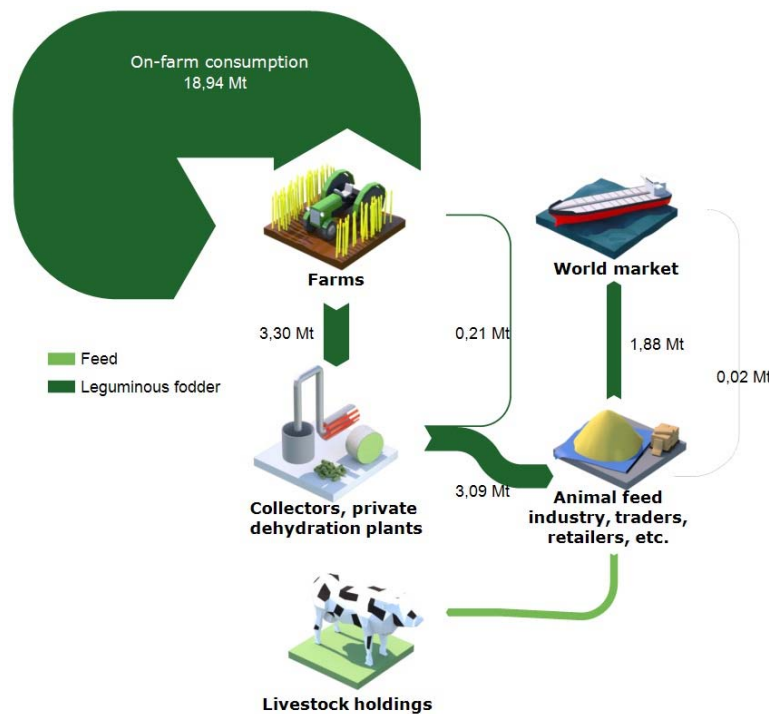 On-farm consumption
18,94 Mt
Farms
World market
3,30 Mt
0,21 Mt
1,88 Mt
0,02 Mt
Feed
Leguminous fodder
Collectors, private
dehydration plants
3,09 Mt
Animal feed
industry, traders,
retailers, etc.
Livestock holdings